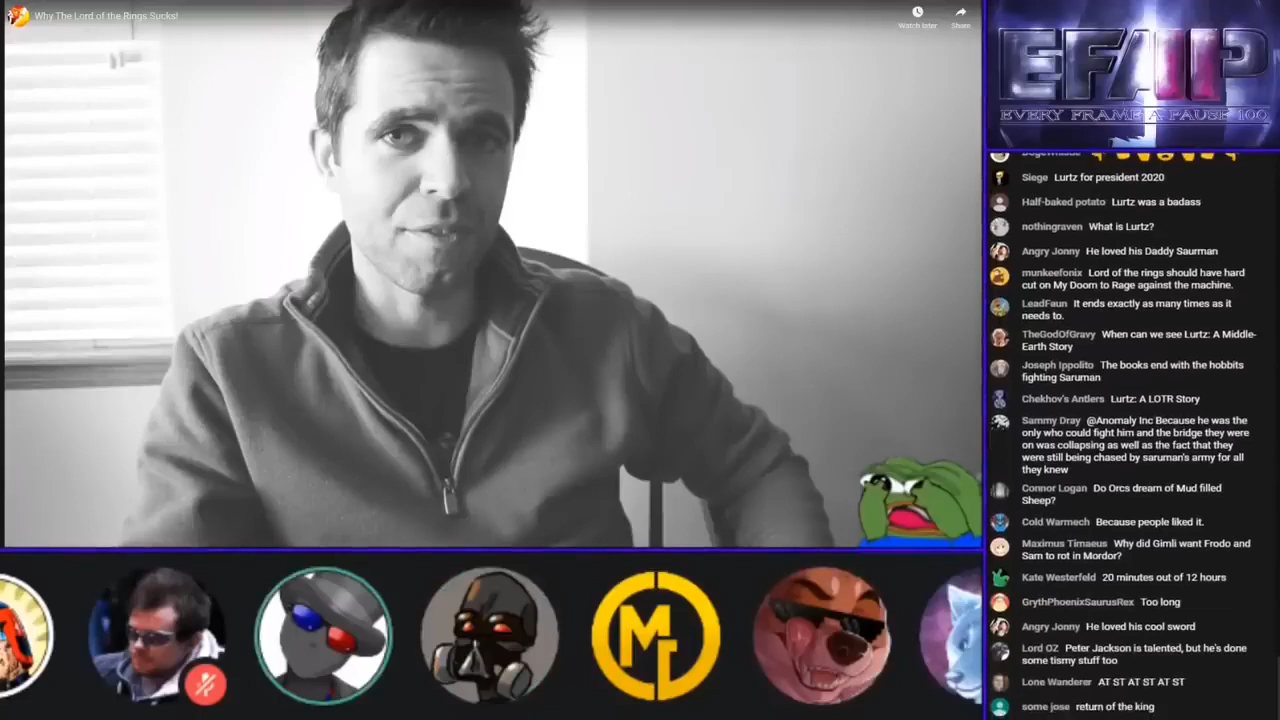 Why The Lord of the Rings Sucks!
Watch later
Share
EFAP
EVERY FRAME A PAUSE 100
Siege Lurtz for president 2020
Half-baked potato Lurtz was a badass
nothingraven What is Lurtz?
Angry Jonny He loved his Daddy Saurman
munkeefonix Lord of the rings should have hard
cut on My Doom to Rage against the machine.
LeadFaun It ends exactly as many times as it
needs to.
TheGodOfGravy When can we see Lurtz: A Middle-
Earth Story
Joseph Ippolito The books end with the hobbits
fighting Saruman
Chekhov's Antlers Lurtz: A LOTR Story
Sammy Dray @Anomaly Inc Because he was the
only who could fight him and the bridge they were
on was collapsing as well as the fact that they
were still being chased by saruman's army for all
they knew
Connor Logan Do Orcs dream of Mud filled
Sheep?
Cold Warmech Because people liked it.
Maximus Timaeus Why did Gimli want Frodo and
Sam to rot in Mordor?
Kate Westerfeld 20 minutes out of 12 hours
GrythPhoenixSaurusRex Too long
Angry Jonny He loved his cool sword
Lord OZ Peter Jackson is talented, but he's done
some tismy stuff too
Lone Wanderer AT ST AT ST AT ST
some jose return of the king